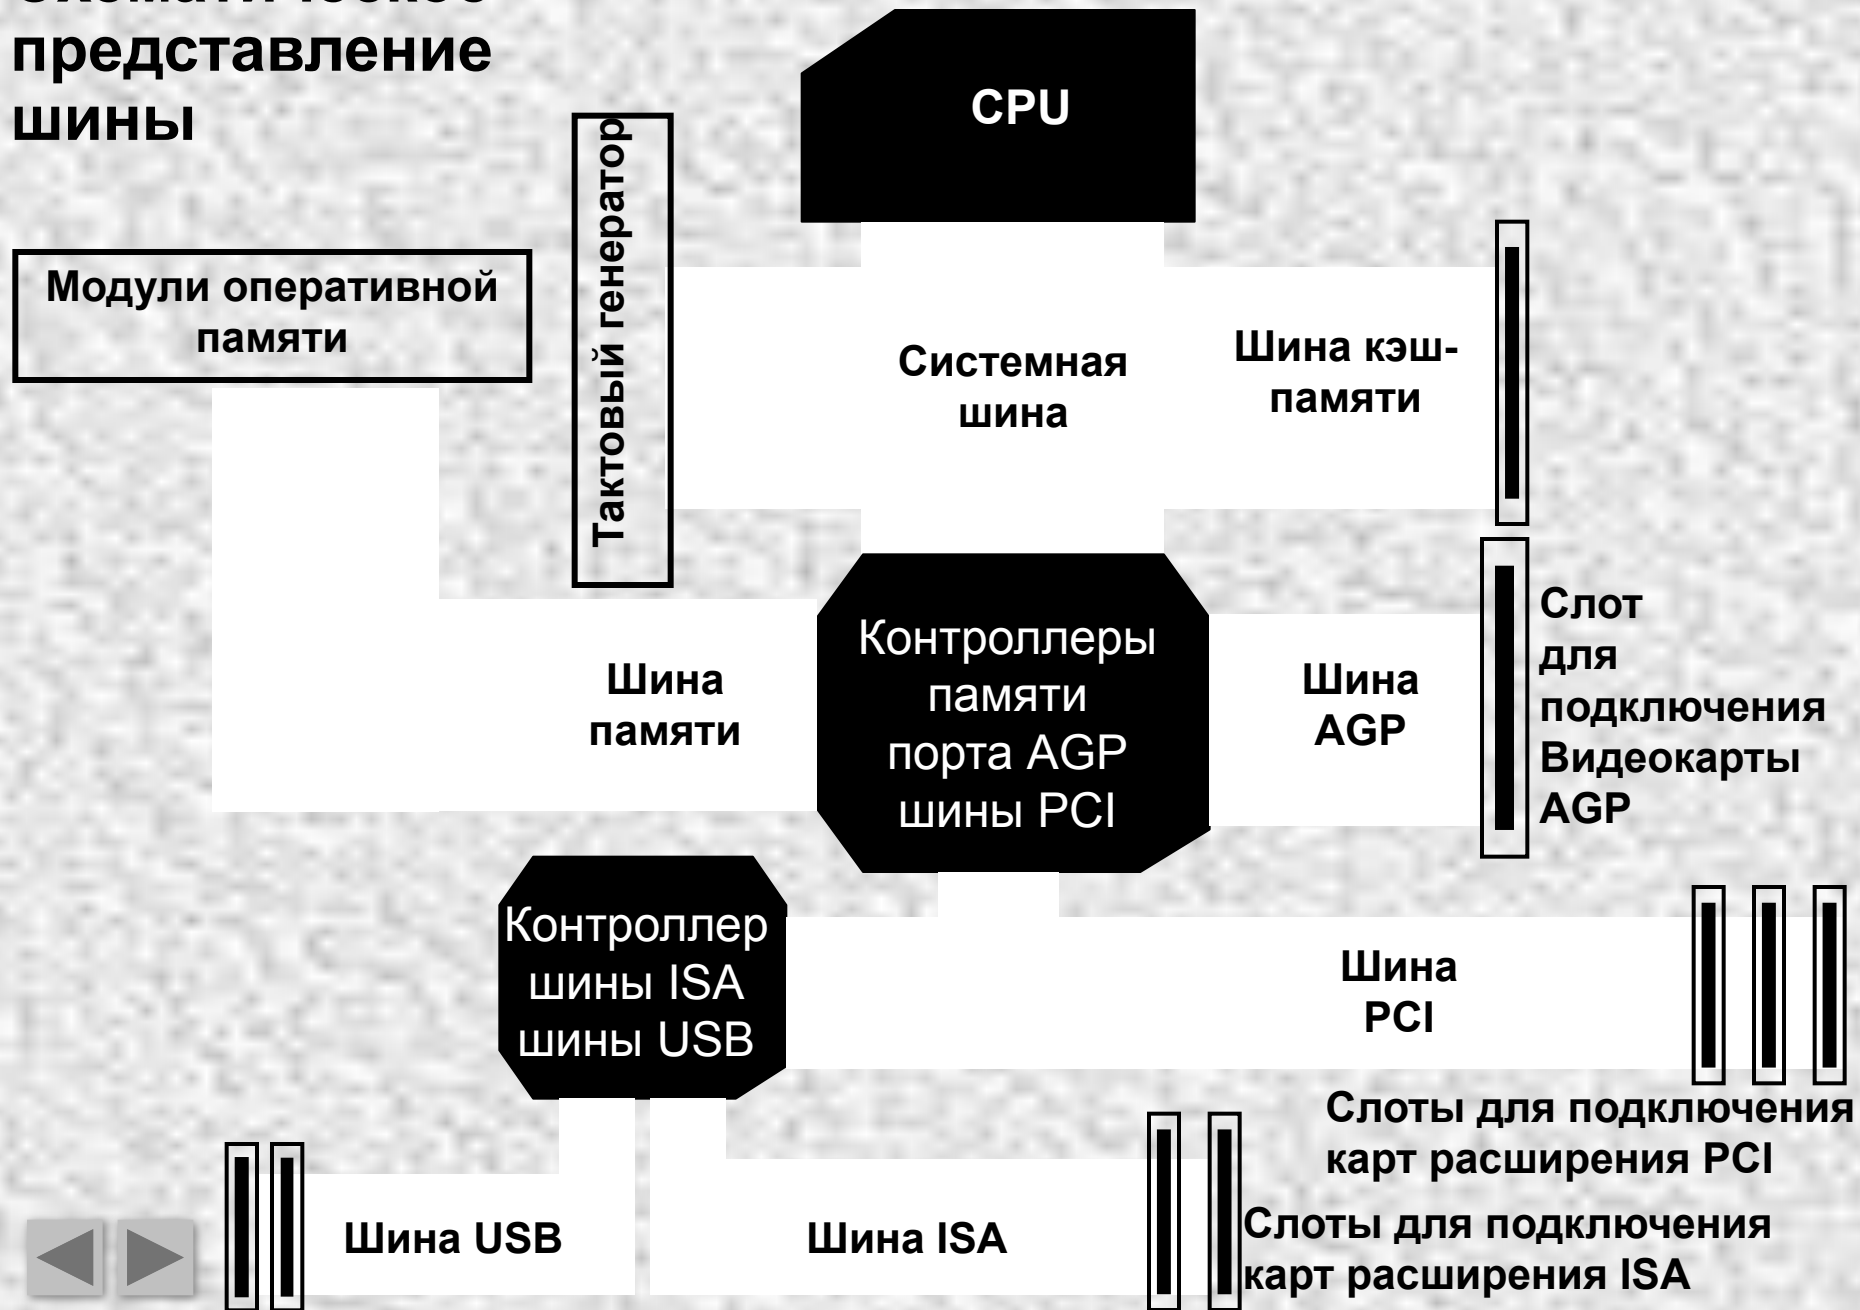 представление
шины
CPU
Тактовый генератор
Модули оперативной
памяти
Системная
шина
Шина кэш-
памяти
Контроллеры
памяти
порта AGP
шины PCI
Шина
памяти
Шина
AGP
Слот
для
подключения
Видеокарты
AGP
Контроллер
шины ISA
шины USB
Шина
PCI
Слоты для подключения
карт расширения PCI
Шина USB
Шина ISA
Слоты для подключения
карт расширения ISA